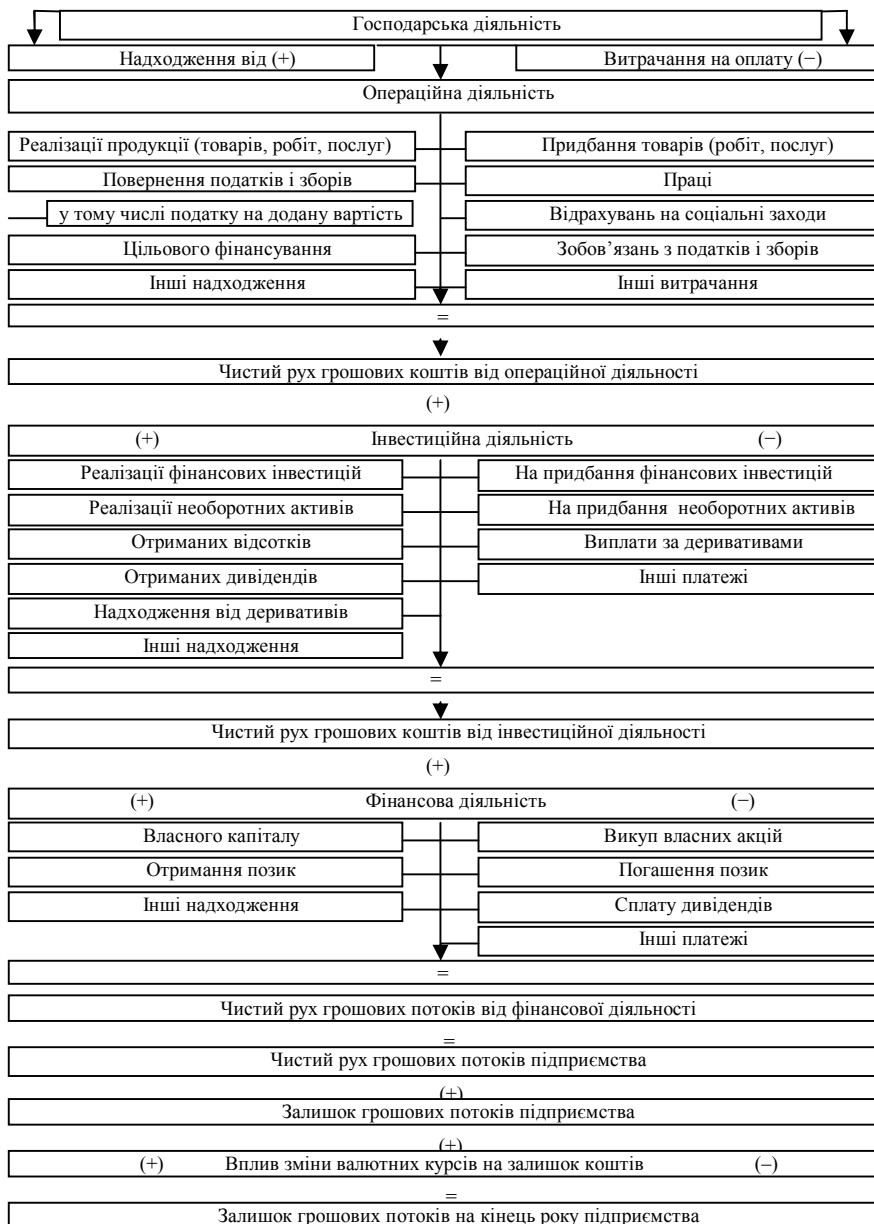 Господарська діяльність
Надходження від (+)
Витрачання на оплату (−)
Операційна діяльність
Реалізації продукції (товарів, робіт, послуг)
Придбання товарів (робіт, послуг)
Повернення податків і зборів
Праці
у тому числі податку на додану вартість
Відрахувань на соціальні заходи
Цільового фінансування
Зобов’язань з податків і зборів
Інші надходження
Інші витрачання
=
Чистий рух грошових коштів від операційної діяльності
(+)
(+) Інвестиційна діяльність (−)
Реалізації фінансових інвестицій
На придбання фінансових інвестицій
Реалізації необоротних активів
На придбання необоротних активів
Отриманих відсотків
Виплати за деривативами
Отриманих дивідендів
Інші платежі
Надходження від деривативів
Інші надходження
=
Чистий рух грошових коштів від інвестиційної діяльності
(+)
(+) Фінансова діяльність (−)
Власного капіталу
Викуп власних акцій
Отримання позик
Погашення позик
Інші надходження
Сплату дивідендів
Інші платежі
=
Чистий рух грошових потоків від фінансової діяльності
=
Чистий рух грошових потоків підприємства
(+)
Залишок грошових потоків підприємства
(+)
(+) Вплив зміни валютних курсів на залишок коштів (–)
=
Залишок грошових потоків на кінець року підприємства